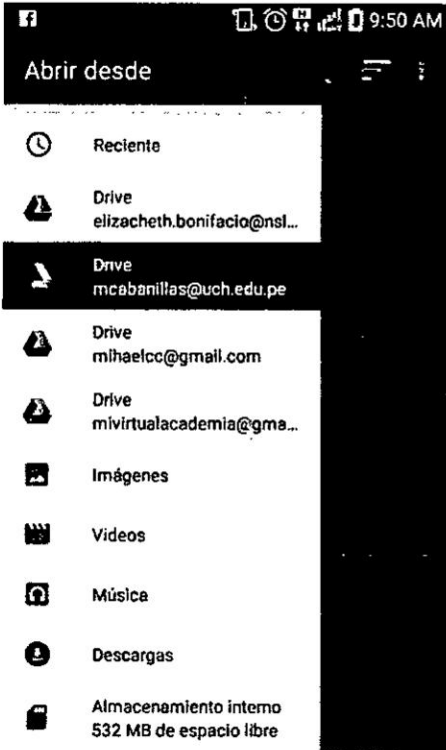 9:50 AM
Abrir desde
Reciente
Drive
elizacheth.bonifacio@nsl...
Drive
mcabanillas@uch.edu.pe
Drive
mihaelcc@gmail.com
Drive
mivirtualacademia@gma...
Imágenes
Videos
Música
Descargas
Almacenamiento interno
532 MB de espacio libre